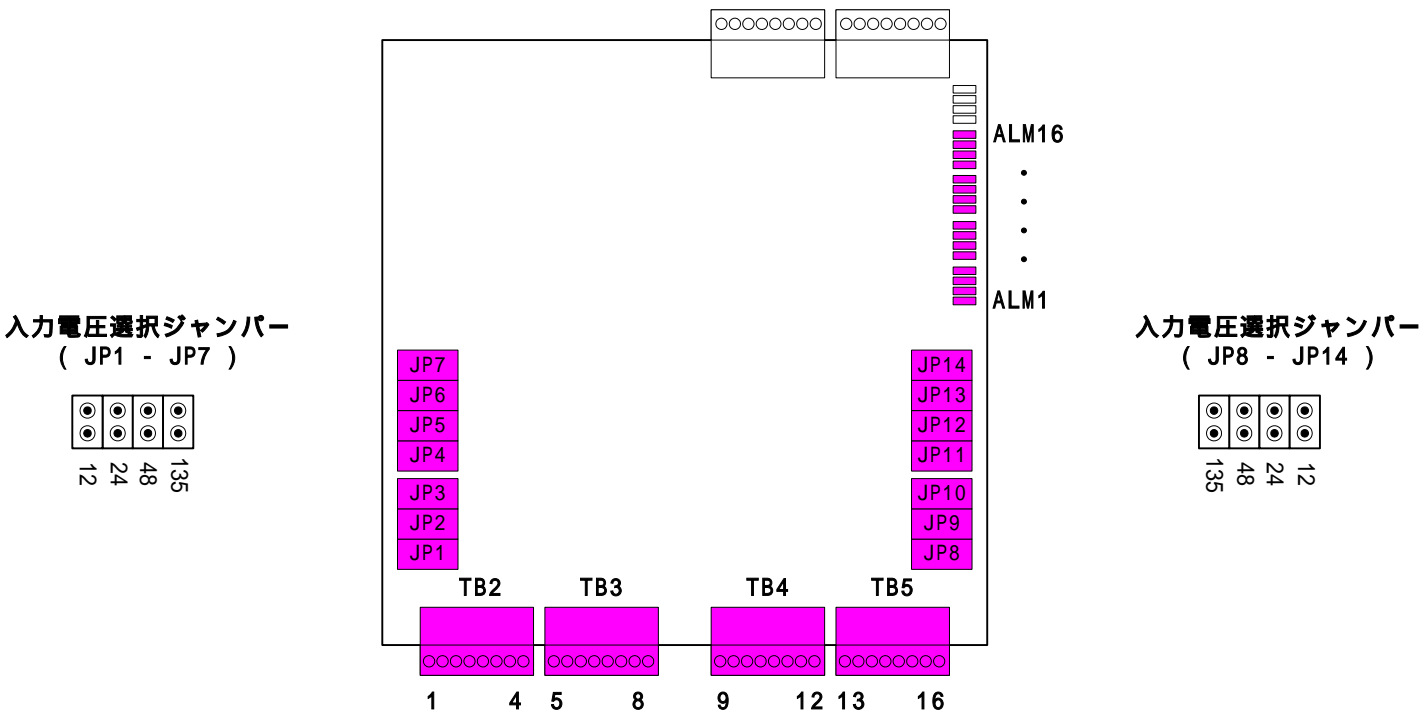 ALM16
ALM1
入力電圧選択ジャンパー
( JP1 - JP7 )
12 24 48 135
入力電圧選択ジャンパー
( JP8 - JP14 )
135 48 24 12
JP7
JP6
JP5
JP4
JP3
JP2
JP1
JP14
JP13
JP12
JP11
JP10
JP9
JP8
TB2 TB3 TB4 TB5
1 4 5 8 9 12 13 16